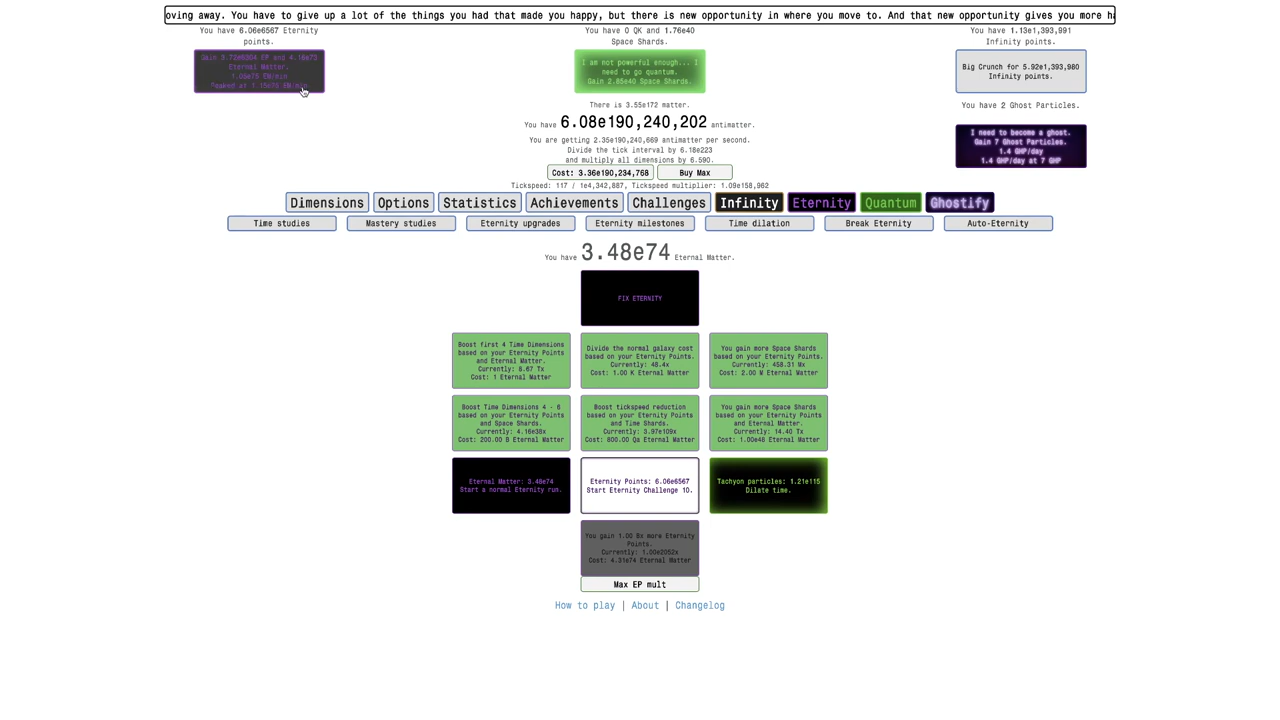 oving away. You have to give up a lot of the things you had that made you happy, but there is new opportunity in where you move to. And that new opportunity gives you more ha
You have 6.06e6567 Eternity
points.
Eternal Matter.
You have 0 QK and 1.76e40
Space Shards.
I am not powerful enough... I
need to go quantum.
Gain 2.85e40 Space Shards.
You have 1.13e1,393,991
Infinity points.
Big Crunch for 5.92e1,393,980
Infinity points.
There is 3.55e172 matter.
You have 2 Ghost Particles.
You have 6.08e190,240,202 antimatter.
I need to become a ghost.
Gain 7 Ghost Particles.
1.4 GHP/day
1.4 GHP/day at 7 GHP
You are getting 2.35e190,240,669 antimatter per second.
Divide the tick interval by 6.18e223
and multiply all dimensions by 6.590.
Cost: 3.36e190,234,768
Buy Max
Tickspeed: 117 / 1e4,342,887, Tickspeed multiplier: 1.09e158,962
Dimensions
Options
Statistics
Achievements
Challenges
Infinity
Eternity
Quantum
Ghostify
Time studies
Mastery studies
Eternity upgrades
Eternity milestones
Time dilation
Break Eternity
Auto-Eternity
You have 3.48e74 Eternal Matter.
FIX ETERNITY
Boost first 4 Time Dimensions
based on your Eternity Points
and Eternal Matter.
Currently: 8.67 Tx
Cost: 1 Eternal Matter
Divide the normal galaxy cost
based on your Eternity Points.
Currently: 48.4x
Cost: 1.00 K Eternal Matter
You gain more Space Shards
based on your Eternity Points.
Currently: 458.31 Mx
Cost: 2.00 M Eternal Matter
Boost Time Dimensions 4 - 6
based on your Eternity Points
and Space Shards.
Currently: 4.16e38x
Cost: 200.00 B Eternal Matter
Boost tickspeed reduction
based on your Eternity Points
and Time Shards.
Currently: 3.97e109x
Cost: 800.00 Qa Eternal Matter
You gain more Space Shards
based on your Eternity Points
and Eternal Matter.
Currently: 14.40 Tx
Cost: 1.00e48 Eternal Matter
Eternal Matter: 3.48e74
Start a normal Eternity run.
Eternity Points: 6.06e6567
Start Eternity Challenge 10.
Tachyon particles: 1.21e115
Dilate time.
You gain 1.00 Bx more Eternity
Points.
Currently: 1.00e2052x
Cost: 4.31e74 Eternal Matter
Max EP mult
How to play | About | Changelog